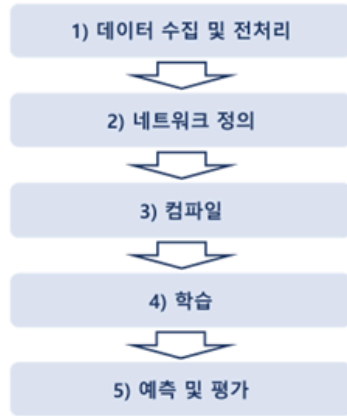 1) 데이터 수집 및 전처리
2) 네트워크 정의
3) 컴파일
4) 학습
5) 예측 및 평가